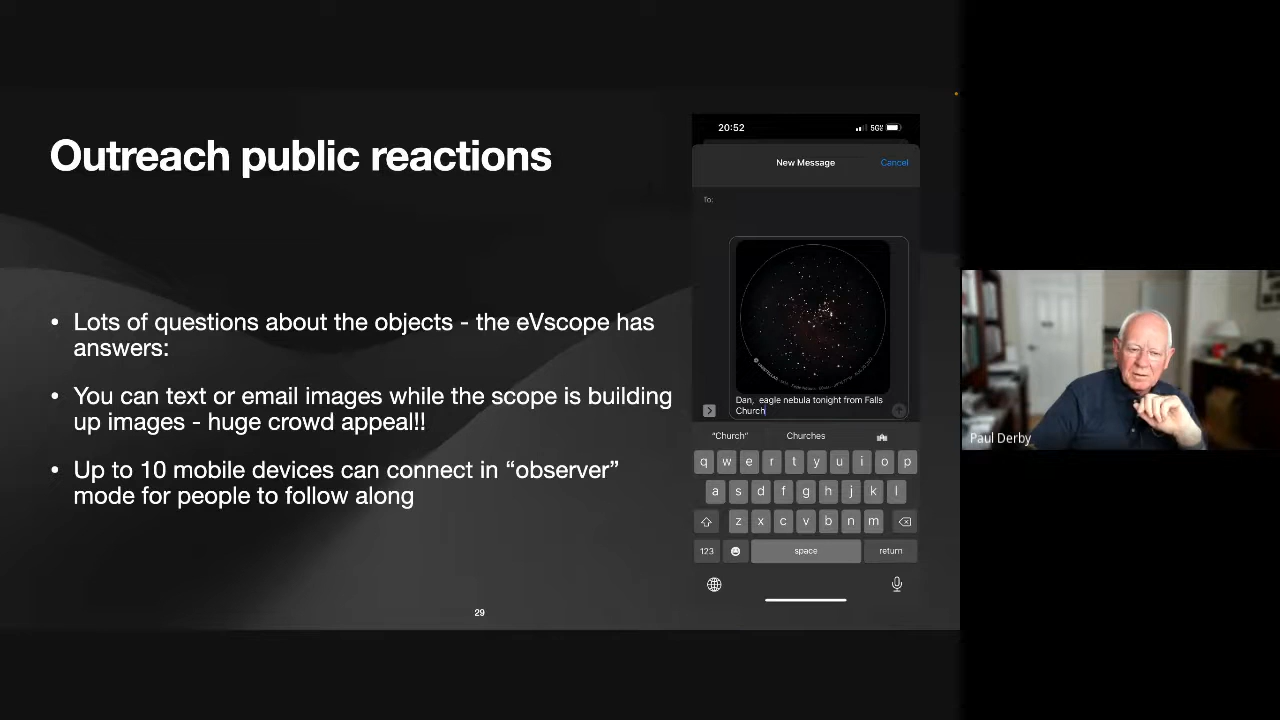 Outreach public reactions
• Lots of questions about the objects - the eVscope has
answers:
• You can text or email images while the scope is building
up images - huge crowd appeal!!
• Up to 10 mobile devices can connect in “observer”
mode for people to follow along
29
20:52
5G
New Message
Cancel
To:
Dan, eagle nebula tonight from Falls
Church
“Church”
Churches
q w e r t y u i o p
a s d f g h j k l
z x c v b n m
123
space
return
Paul Derby